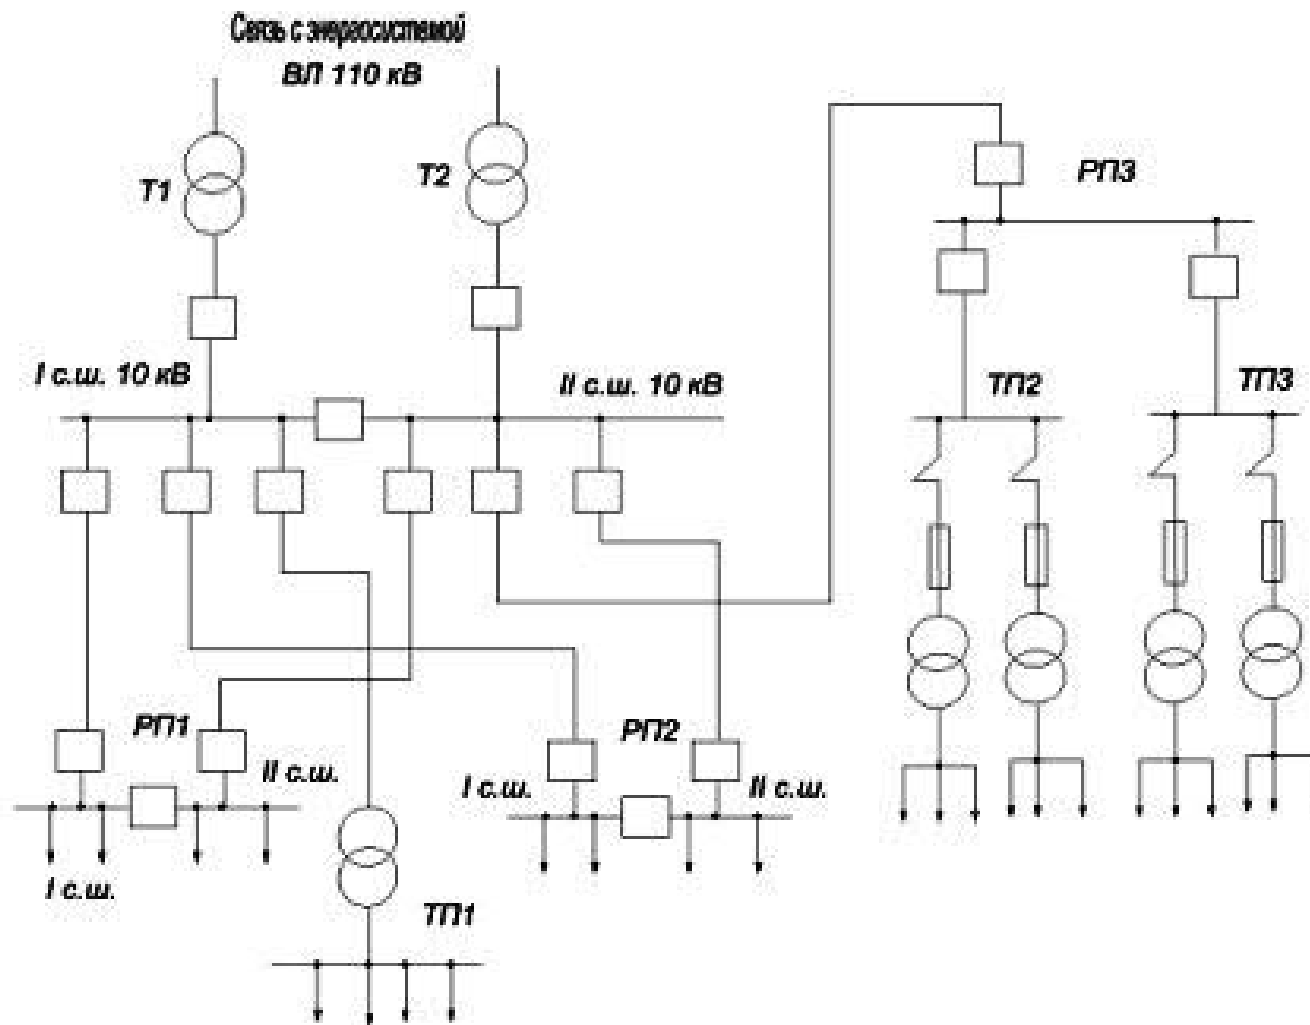 Связь с энергосистемой
ВЛ 110 кВ
Т1
Т2
РП3
I с.ш. 10 кВ
II с.ш. 10 кВ
ТП2
ТП3
РП1
II с.ш.
I с.ш.
РП2
I с.ш.
II с.ш.
ТП1